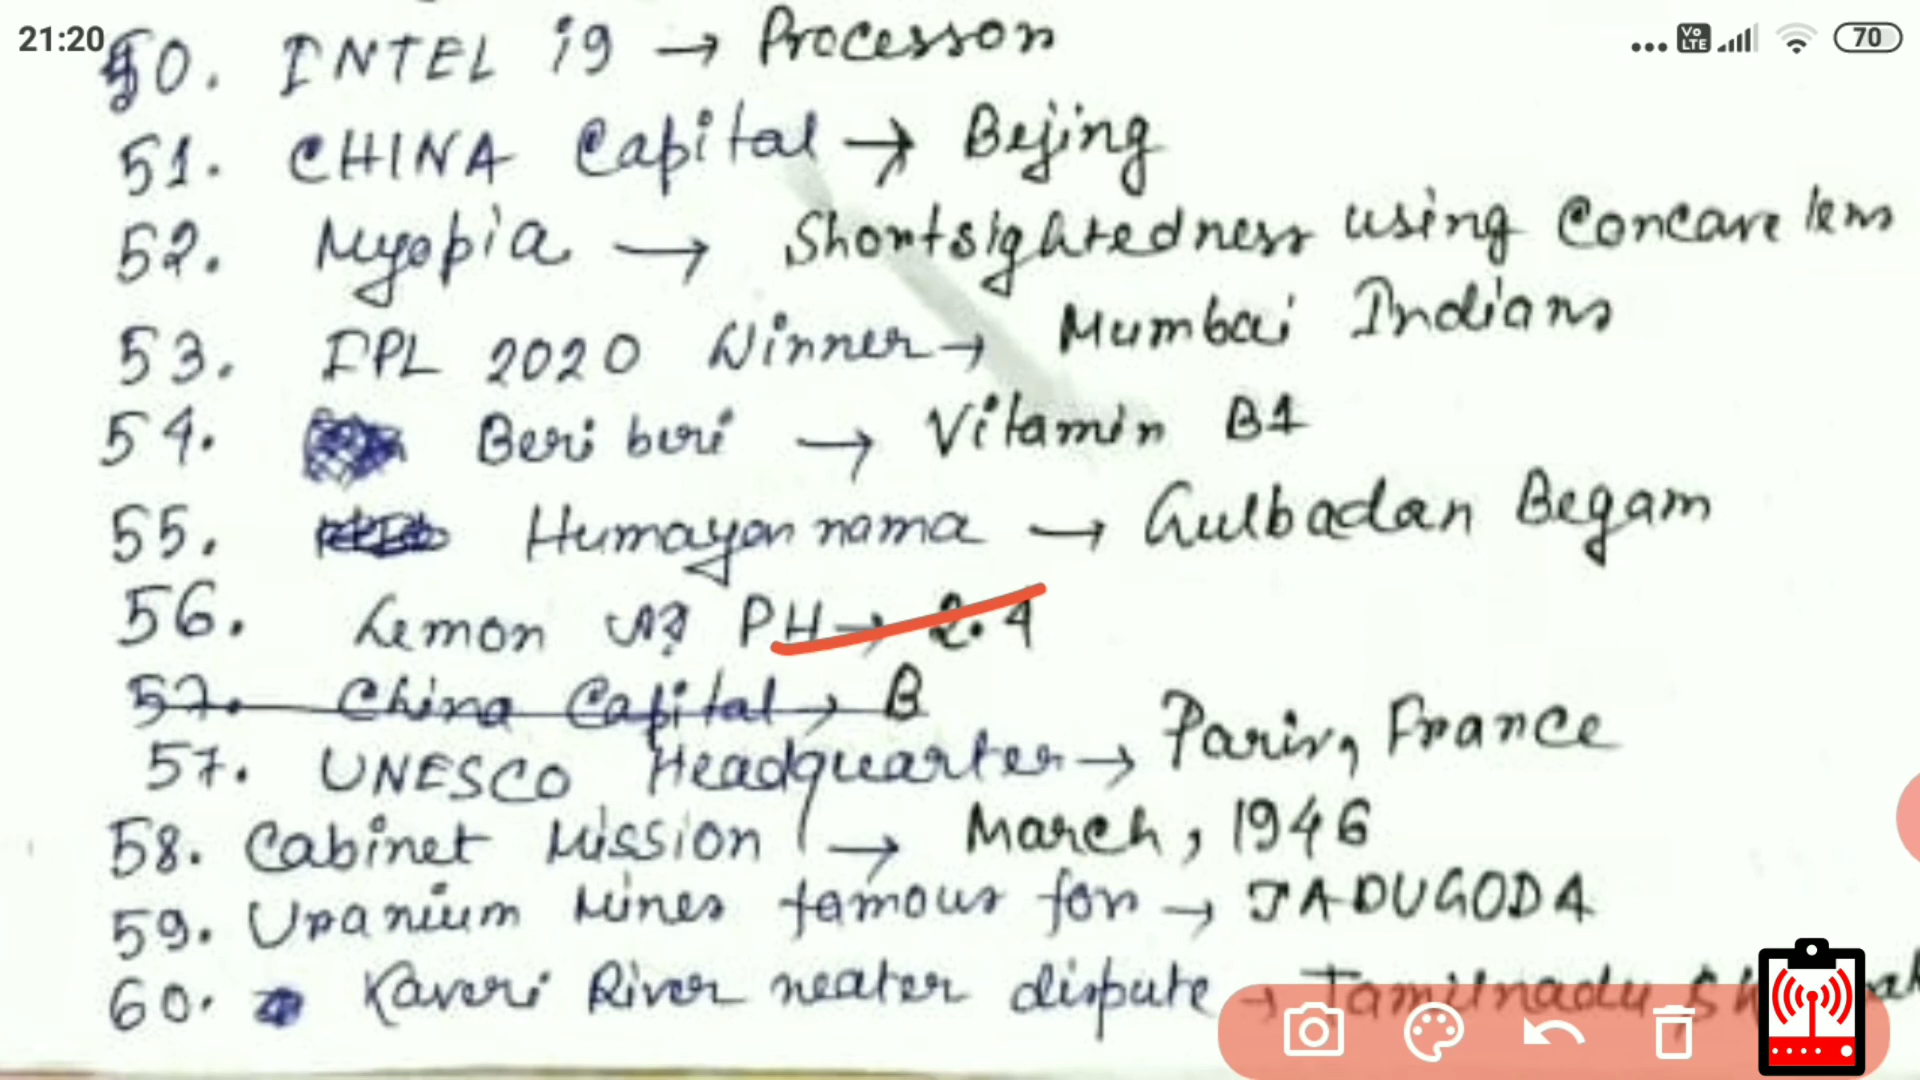 21:20
50. INTEL i9 → Processor
VoLTE 70
51. CHINA Capital → Bejing
52. Myopia → Shortsightedness using Concave lens
53. IPL 2020 Winner → Mumbai Indians
54. Beri beri → Vitamin B1
55. Humayon nama → Gulbadan Begam
56. Lemon এর PH → 2.4
57. China Capital → B
57. UNESCO Headquarter → Paris, France
58. Cabinet Mission → March, 1946
59. Uranium Mines famous for → JADUGODA
60. Kaveri River water dispute → Tamilnadu &